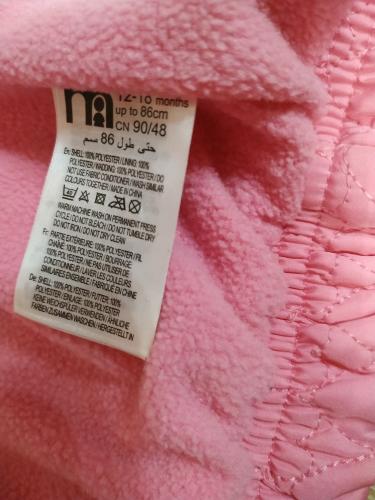 12-18 months
up to 86cm
CN 90/48
حتى طول 86 سم
En: SHELL: 100% POLYESTER / LINING: 100%
POLYESTER / WADDING: 100% POLYESTER / DO
NOT USE FABRIC CONDITIONER / WASH SIMILAR
COLOURS TOGETHER / MADE IN CHINA
WARM MACHINE WASH ON PERMANENT PRESS
CYCLE / DO NOT BLEACH / DO NOT TUMBLE DRY
DO NOT IRON / DO NOT DRY CLEAN
Fr: PARTIE EXTÉRIEURE: 100% POLYESTER / FIL
CHAÎNE 100% POLYESTER / BOURRAGE:
100% POLYESTER / NE PAS UTILISER DE
CONDITIONNEUR / LAVER LES COULEURS
SIMILAIRES ENSEMBLE / FABRIQUÉ EN CHINE
De: SHELL: 100% POLYESTER / FUTTER: 100%
POLYESTER / EINLAGE: 100% POLYESTER
KEINE WEICHSPÜLER VERWENDEN / ÄHNLICHE
FARBEN ZUSAMMEN WASCHEN / HERGESTELLT IN